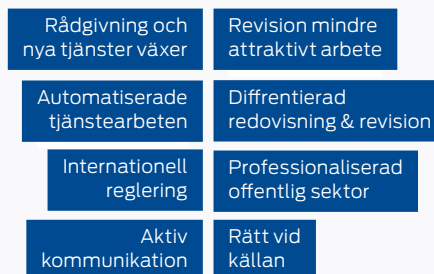 Rådgivning och
nya tjänster växer
Revision mindre
attraktivt arbete
Automatiserade
tjänstearbeten
Diffrentierad
redovisning & revision
Internationell
reglering
Professionaliserad
offentlig sektor
Aktiv
kommunikation
Rätt vid
källan